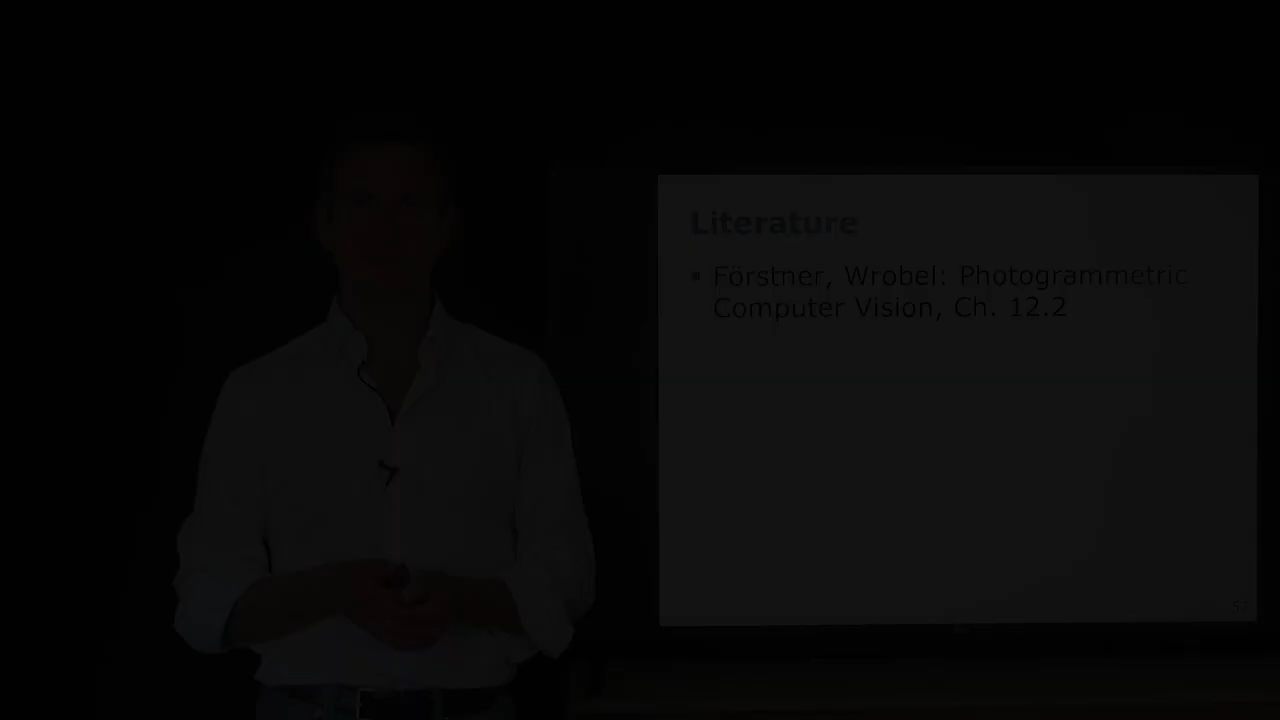 Literature
▪ Förstner, Wrobel: Photogrammetric
Computer Vision, Ch. 12.2